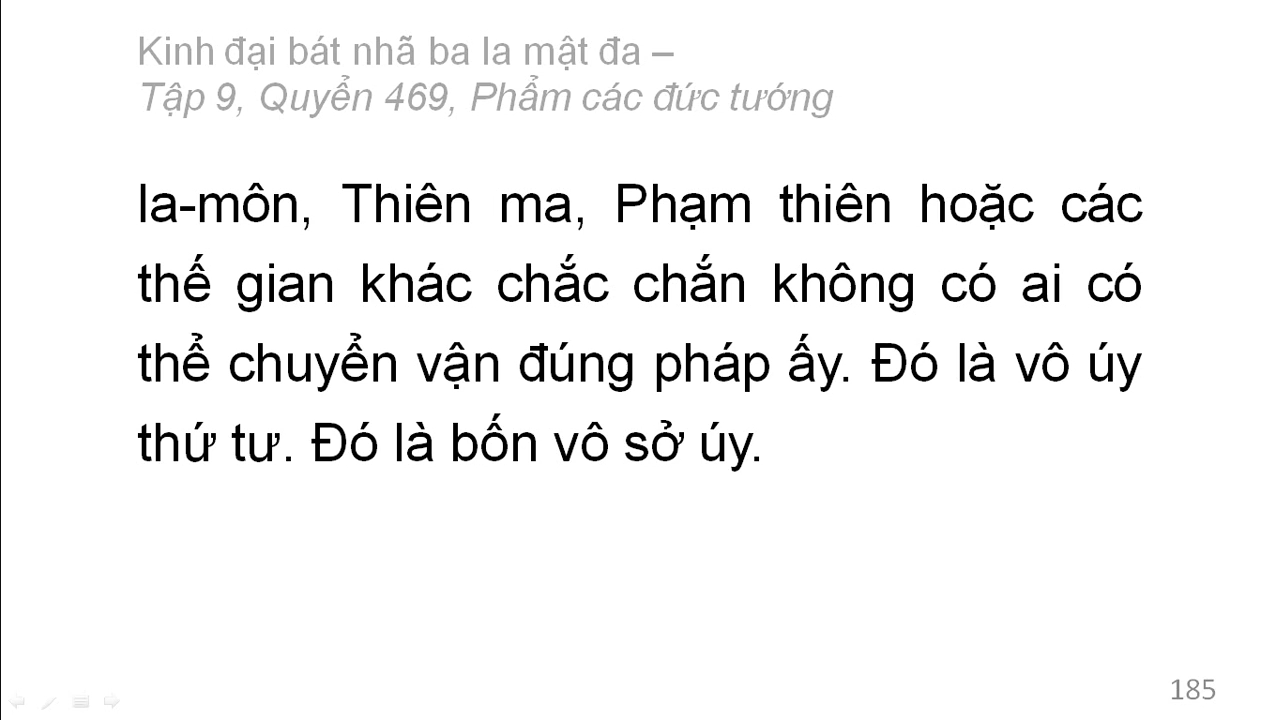 Kinh đại bát nhã ba la mật đa –
Tập 9, Quyển 469, Phẩm các đức tướng
la-môn, Thiên ma, Phạm thiên hoặc các
thế gian khác chắc chắn không có ai có
thể chuyển vận đúng pháp ấy. Đó là vô úy
thứ tư. Đó là bốn vô sở úy.
185